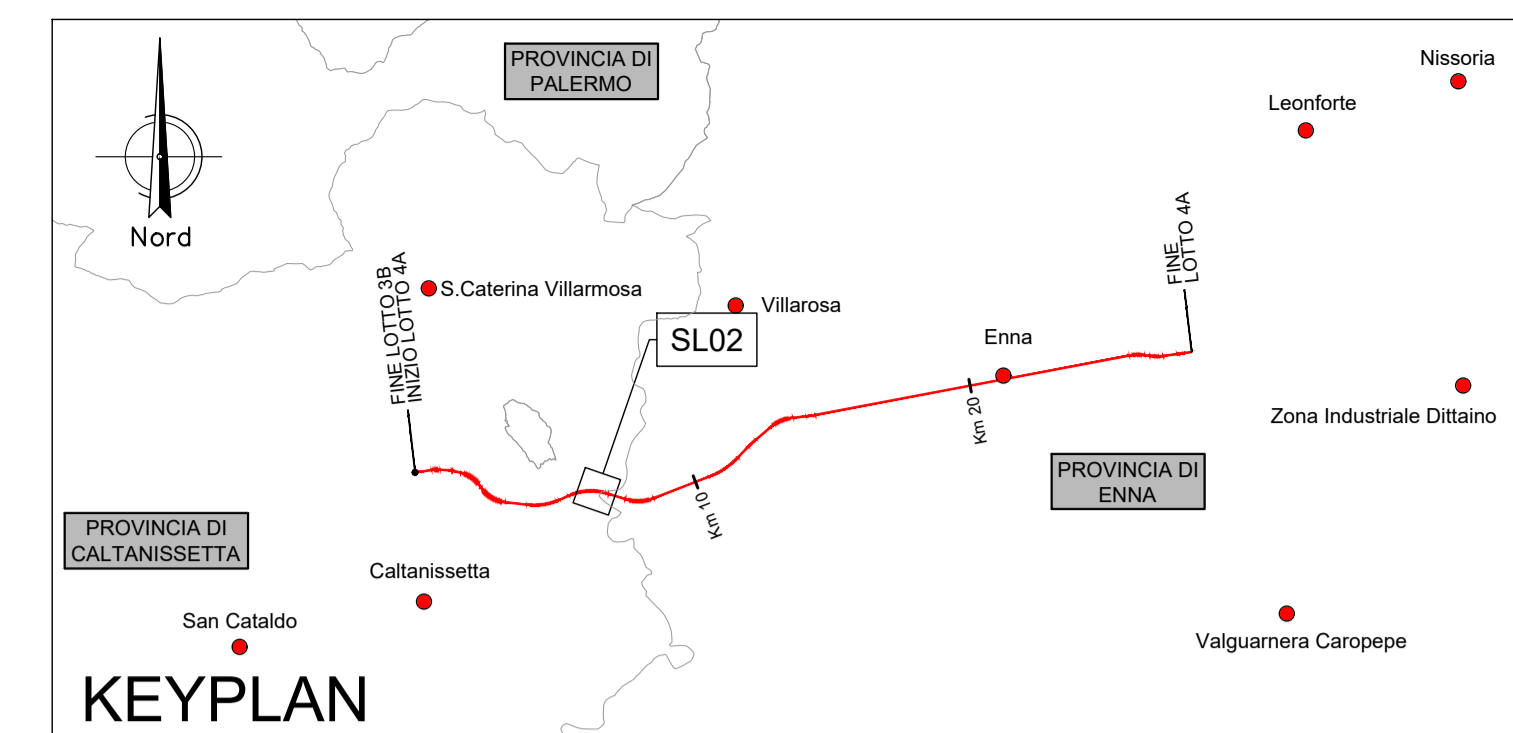 PROVINCIA DI
PALERMO
Nissoria
Leonforte
Nord
FINE LOTTO 3B
INIZIO LOTTO 4A
S.Caterina Villarmosa
Villarosa
SL02
Enna
FINE
LOTTO 4A
Km 20
Zona Industriale Dittaino
Km 10
PROVINCIA DI
ENNA
PROVINCIA DI
CALTANISSETTA
Caltanissetta
San Cataldo
Valguarnera Caropepe
KEYPLAN